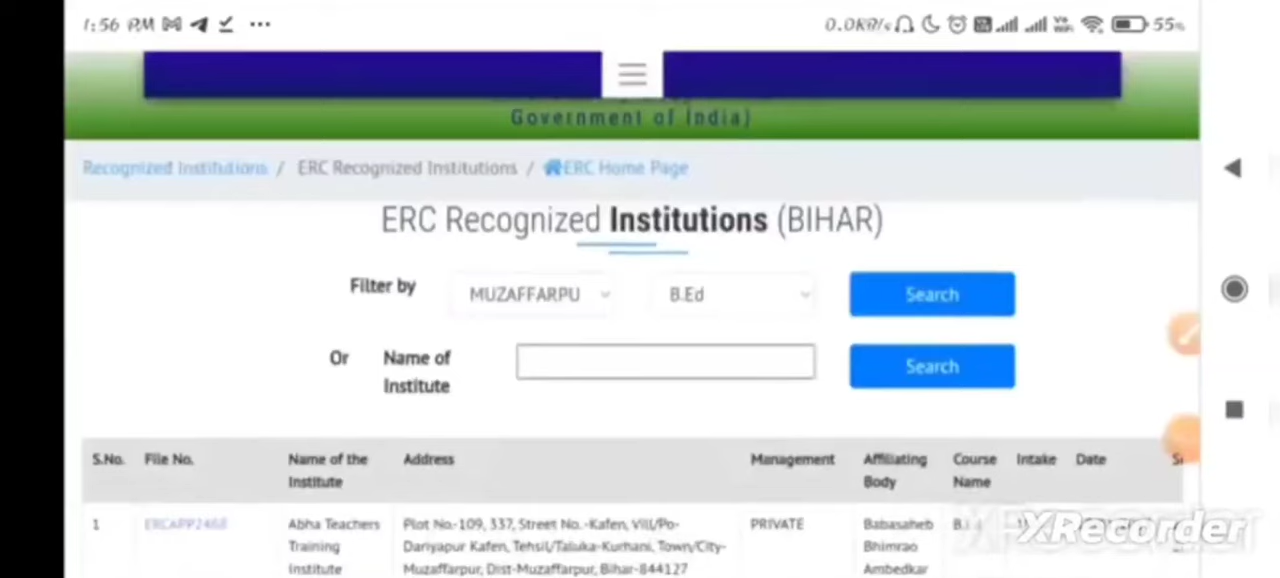 1:56 PM
0.0KB/s
55%
Government of India)
Recognized Institutions / ERC Recognized Institutions / ERC Home Page
ERC Recognized Institutions (BIHAR)
Filter by MUZAFFARPU B.Ed Search
Or Name of Institute Search
S.No. File No. Name of the Institute Address Management Affiliating Body Course Name Intake Date
1 ERCAPP2468 Abha Teachers Training Institute Plot No.-109, 337, Street No.-Kafen, Vill/Po- PRIVATE Babasaheb Bhimrao Ambedkar
Dariyapur Kafen, Tehsil/Taluka-Kurhani, Town/City-
Muzaffarpur, Dist-Muzaffarpur, Bihar-844127
XRecorder